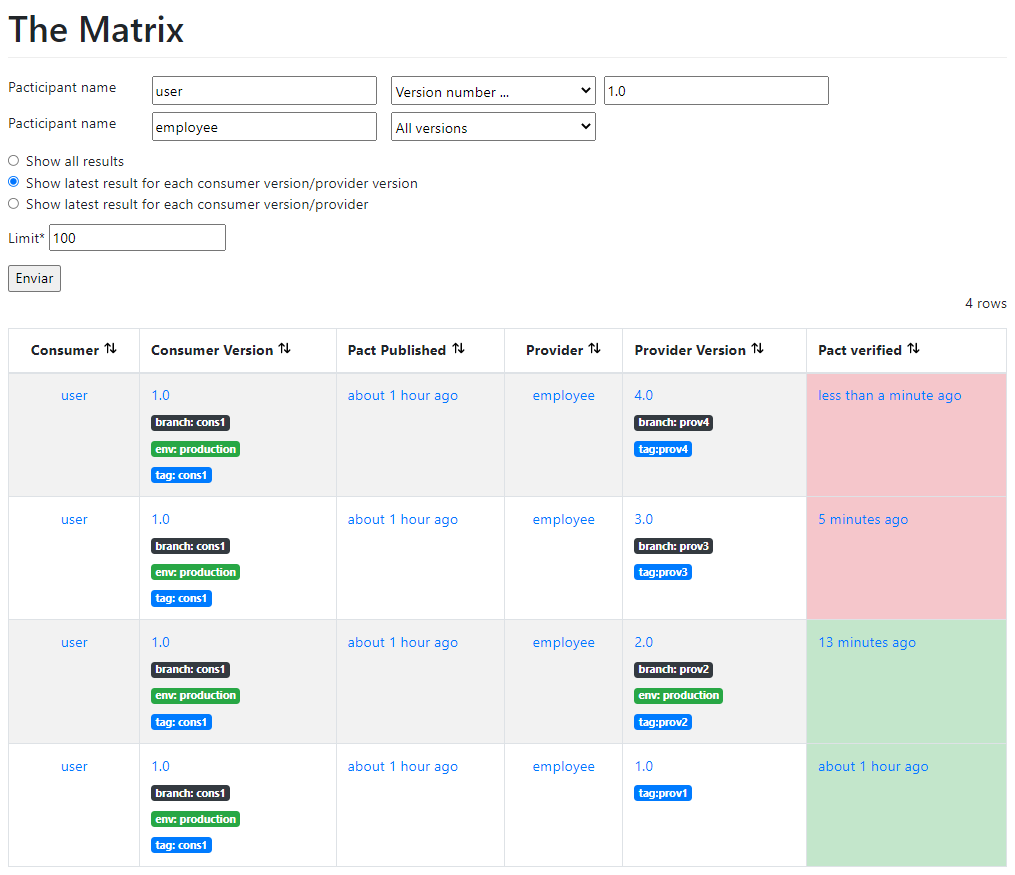 The Matrix
Pacticipant name user Version number ... 1.0
Pacticipant name employee All versions
Show all results
Show latest result for each consumer version/provider version
Show latest result for each consumer version/provider
Limit* 100
Enviar
4 rows
Consumer Consumer Version Pact Published Provider Provider Version Pact verified
user 1.0 about 1 hour ago employee 4.0 less than a minute ago
branch: cons1 branch: prov4
env: production tag:prov4
tag: cons1
user 1.0 about 1 hour ago employee 3.0 5 minutes ago
branch: cons1 branch: prov3
env: production tag:prov3
tag: cons1
user 1.0 about 1 hour ago employee 2.0 13 minutes ago
branch: cons1 branch: prov2
env: production env: production
tag: cons1 tag:prov2
user 1.0 about 1 hour ago employee 1.0 about 1 hour ago
branch: cons1 tag:prov1
env: production
tag: cons1